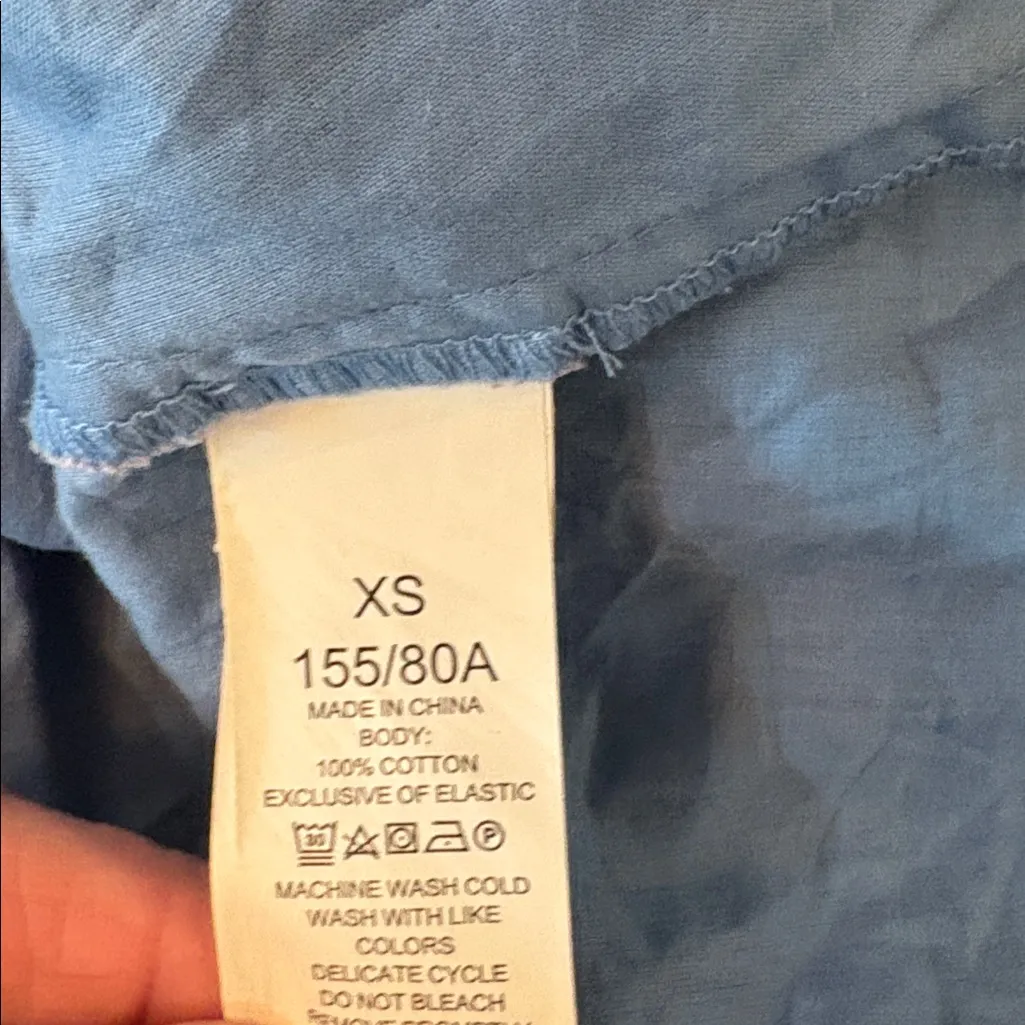 XS
155/80A
MADE IN CHINA
BODY:
100% COTTON
EXCLUSIVE OF ELASTIC
30 P
MACHINE WASH COLD
WASH WITH LIKE
COLORS
DELICATE CYCLE
DO NOT BLEACH